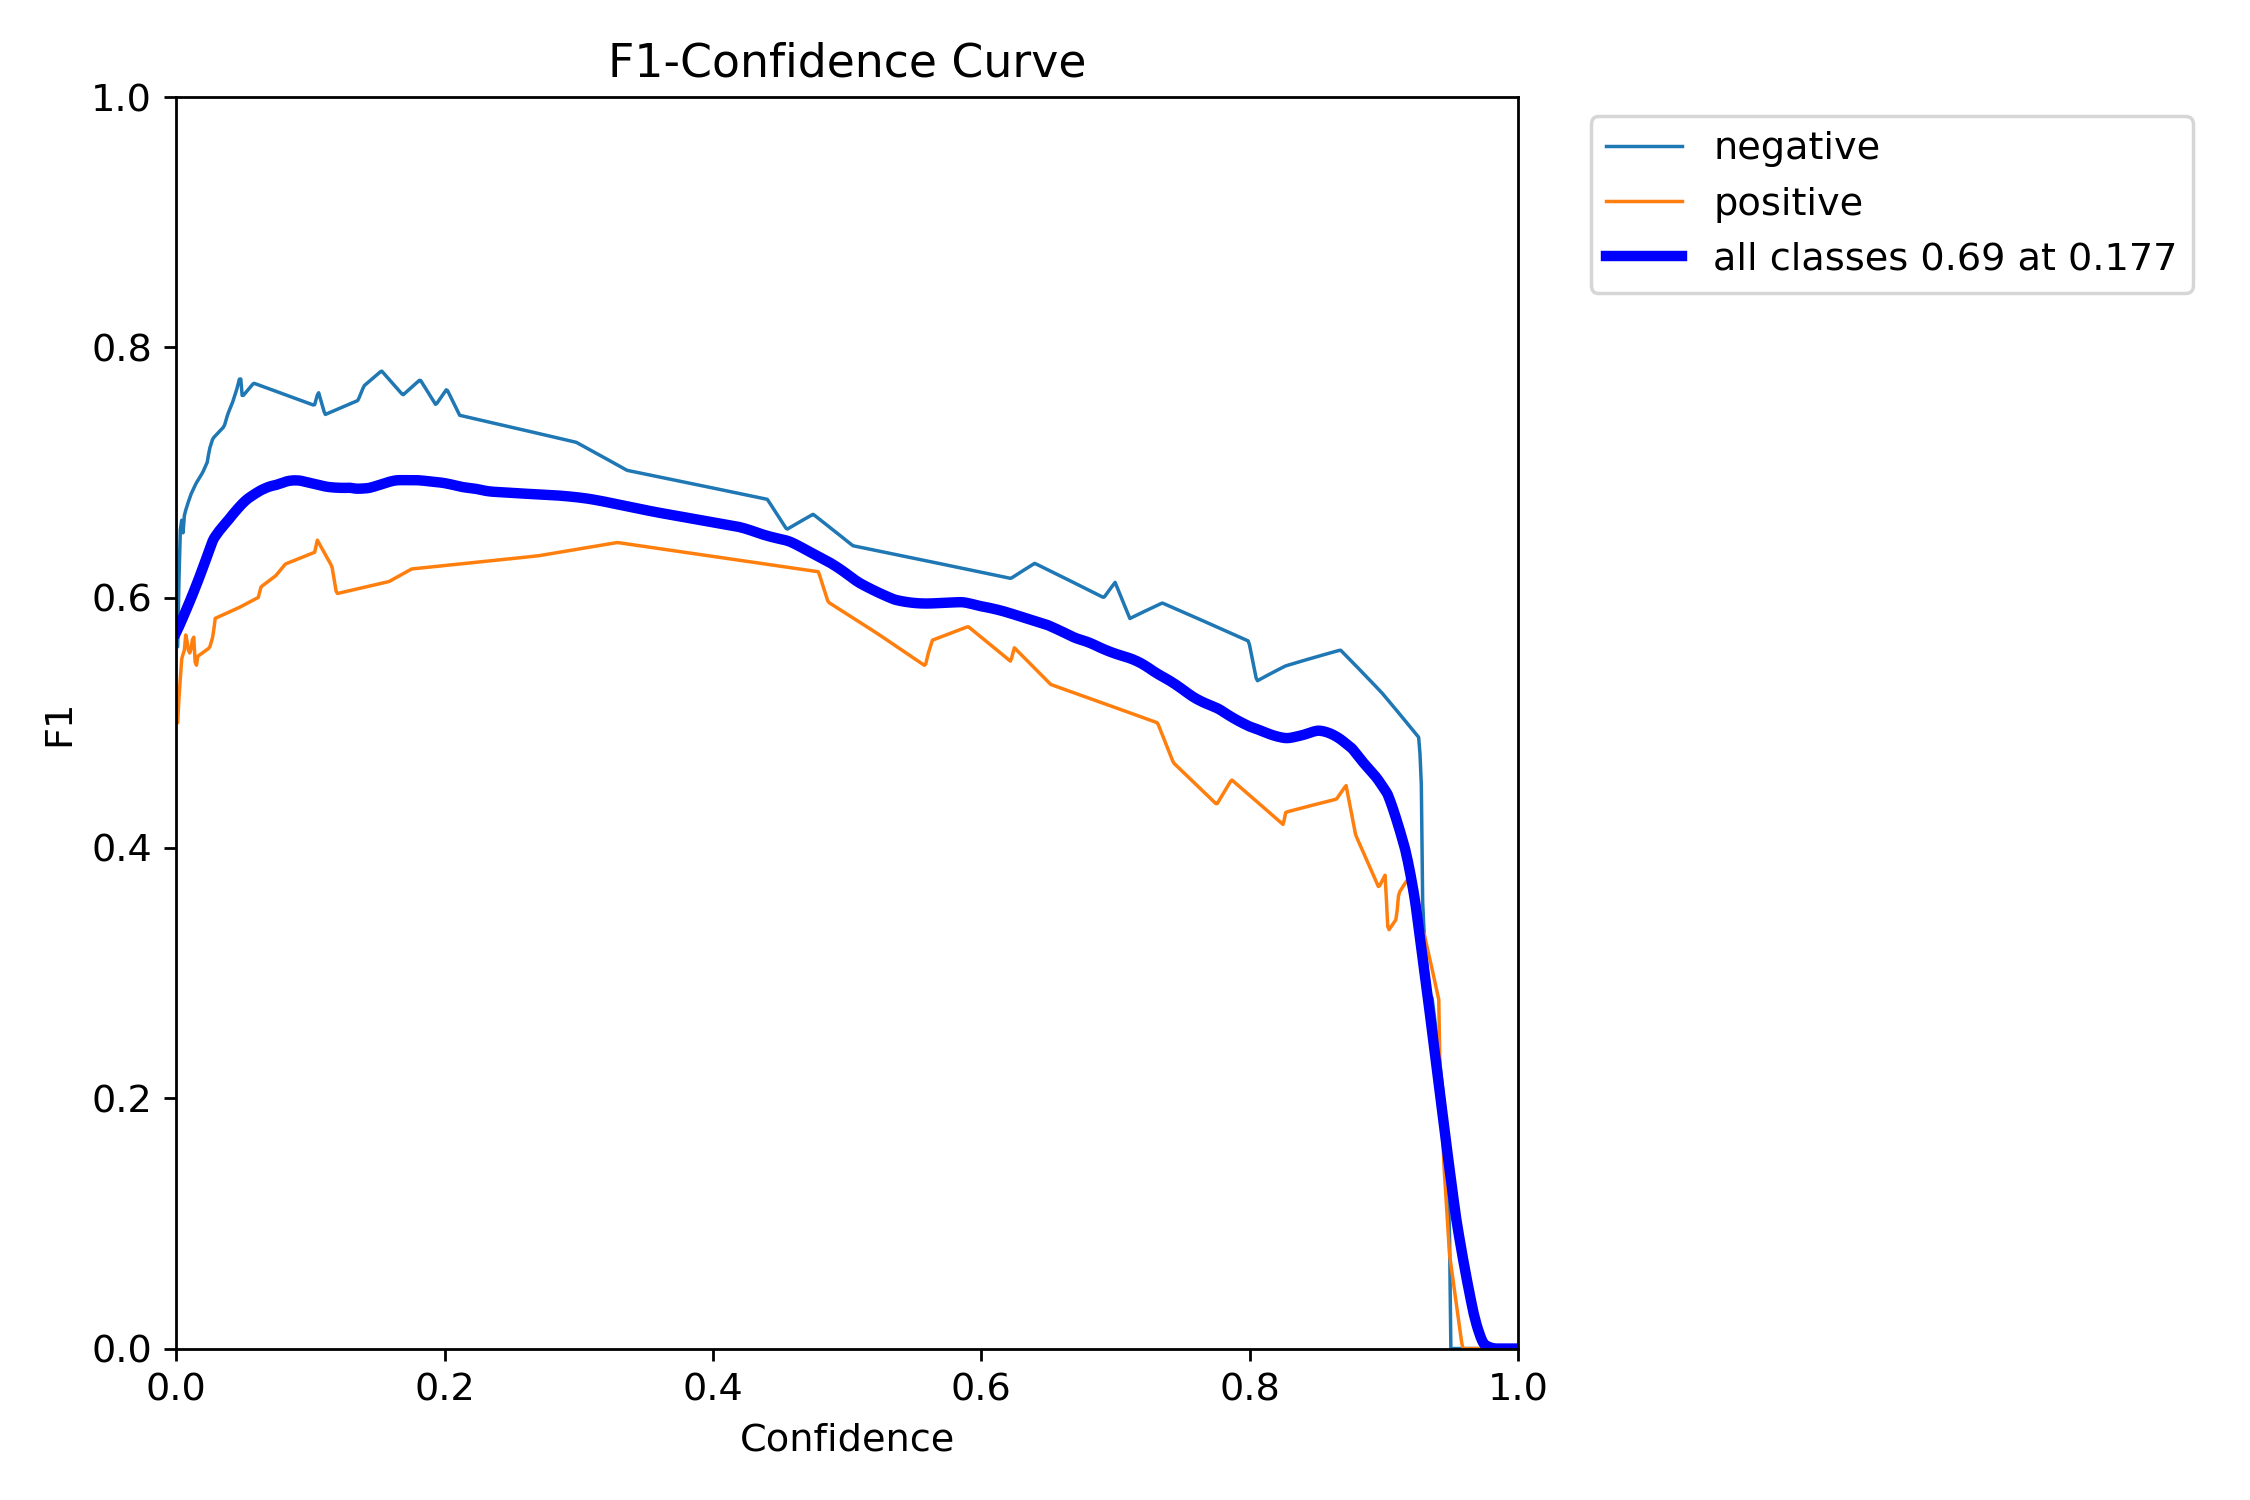 F1-Confidence Curve
1.0
0.8
0.6
0.4
0.2
0.0
F1
0.0 0.2 0.4 0.6 0.8 1.0
Confidence
negative
positive
all classes 0.69 at 0.177